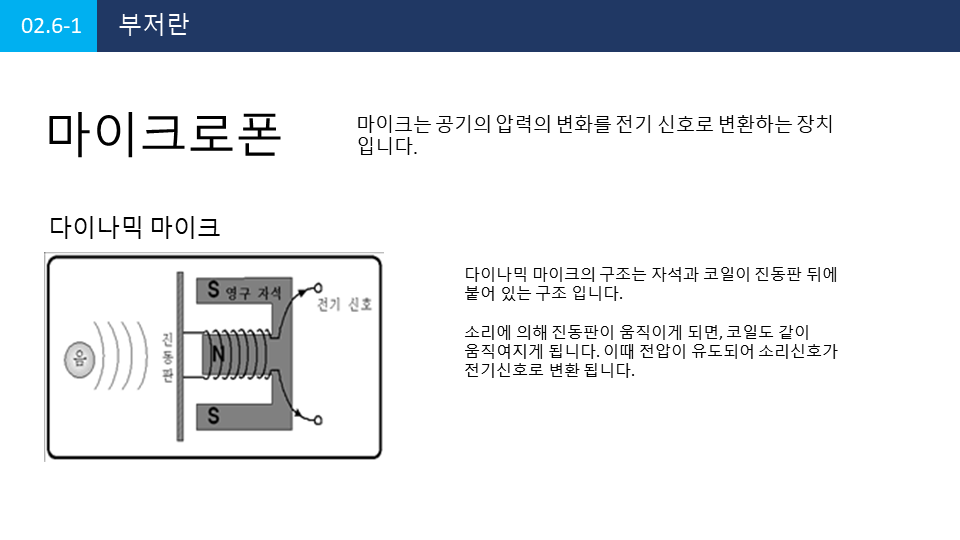 02.6-1 부저란
마이크로폰
마이크는 공기의 압력의 변화를 전기 신호로 변환하는 장치
입니다.
다이나믹 마이크
S 영구 자석
전기 신호
음
진동판
N
S
다이나믹 마이크의 구조는 자석과 코일이 진동판 뒤에
붙어 있는 구조 입니다.
소리에 의해 진동판이 움직이게 되면, 코일도 같이
움직여지게 됩니다. 이때 전압이 유도되어 소리신호가
전기신호로 변환 됩니다.